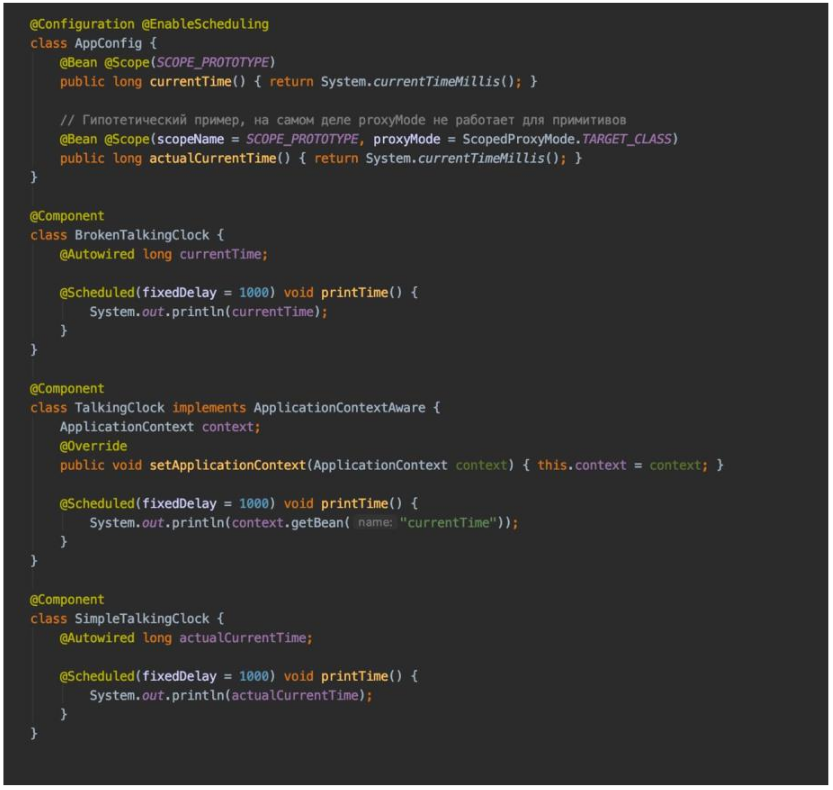 @Configuration @EnableScheduling
class AppConfig {
@Bean @Scope(SCOPE_PROTOTYPE)
public long currentTime() { return System.currentTimeMillis(); }
// Гипотетический пример, на самом деле proxyMode не работает для примитивов
@Bean @Scope(scopeName = SCOPE_PROTOTYPE, proxyMode = ScopedProxyMode.TARGET_CLASS)
public long actualCurrentTime() { return System.currentTimeMillis(); }
}
@Component
class BrokenTalkingClock {
@Autowired long currentTime;
@Scheduled(fixedDelay = 1000) void printTime() {
System.out.println(currentTime);
}
}
@Component
class TalkingClock implements ApplicationContextAware {
ApplicationContext context;
@Override
public void setApplicationContext(ApplicationContext context) { this.context = context; }
@Scheduled(fixedDelay = 1000) void printTime() {
System.out.println(context.getBean( name: "currentTime"));
}
}
@Component
class SimpleTalkingClock {
@Autowired long actualCurrentTime;
@Scheduled(fixedDelay = 1000) void printTime() {
System.out.println(actualCurrentTime);
}
}